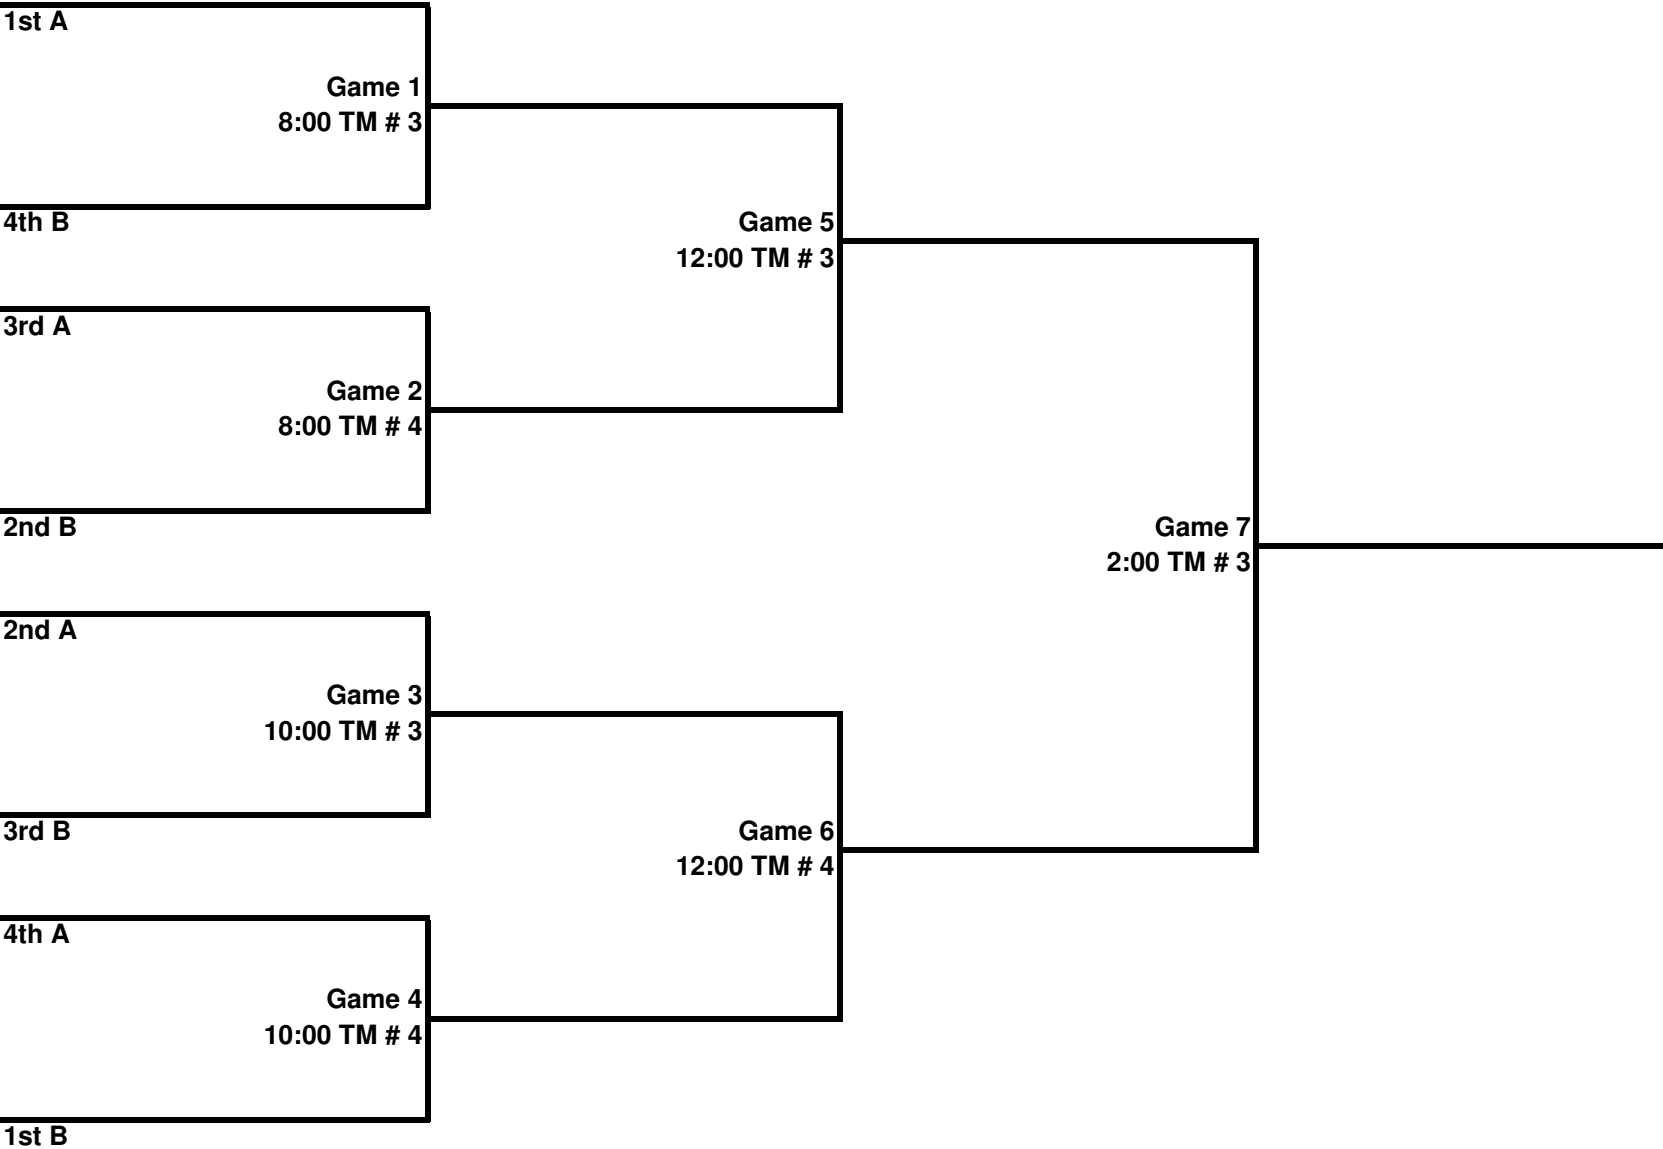 1st A
Game 1
8:00 TM # 3
4th B
Game 5
12:00 TM # 3
3rd A
Game 2
8:00 TM # 4
2nd B
Game 7
2:00 TM # 3
2nd A
Game 3
10:00 TM # 3
3rd B
Game 6
12:00 TM # 4
4th A
Game 4
10:00 TM # 4
1st B